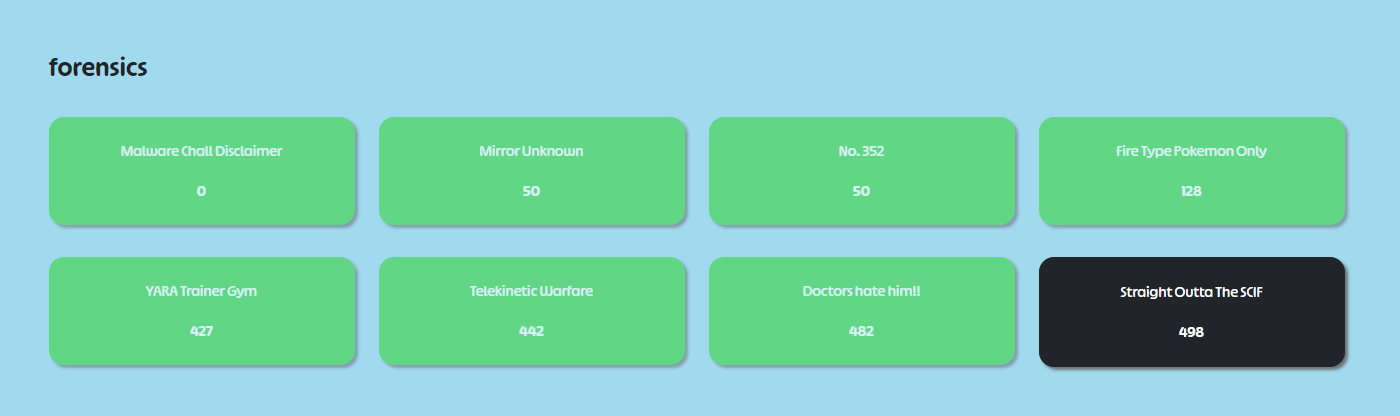 forensics
Malware Chall Disclaimer
0
Mirror Unknown
50
No. 352
50
Fire Type Pokemon Only
128
YARA Trainer Gym
427
Telekinetic Warfare
442
Doctors hate him!!
482
Straight Outta The SCIF
498